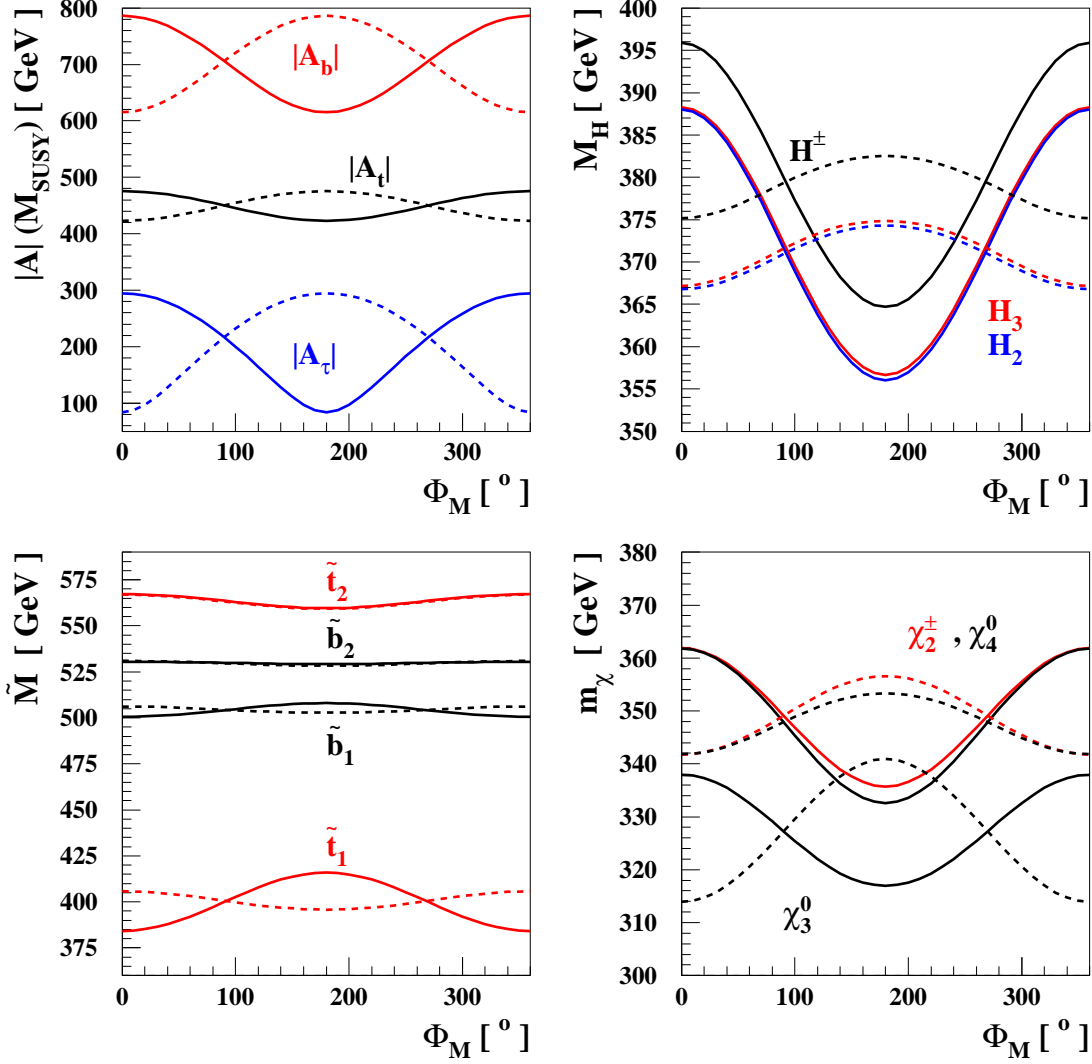 |A| (M_SUSY) [ GeV ]
800
700
600
500
400
300
200
100
|A_b|
|A_t|
|A_τ|
0 100 200 300
Φ_M [ ° ]
M_H [ GeV ]
400
395
390
385
380
375
370
365
360
355
350
H^±
H_3
H_2
0 100 200 300
Φ_M [ ° ]
M̃ [ GeV ]
575
550
525
500
475
450
425
400
375
t̃_2
b̃_2
b̃_1
t̃_1
0 100 200 300
Φ_M [ ° ]
m_χ [ GeV ]
380
370
360
350
340
330
320
310
300
χ_2^± , χ_4^0
χ_3^0
0 100 200 300
Φ_M [ ° ]